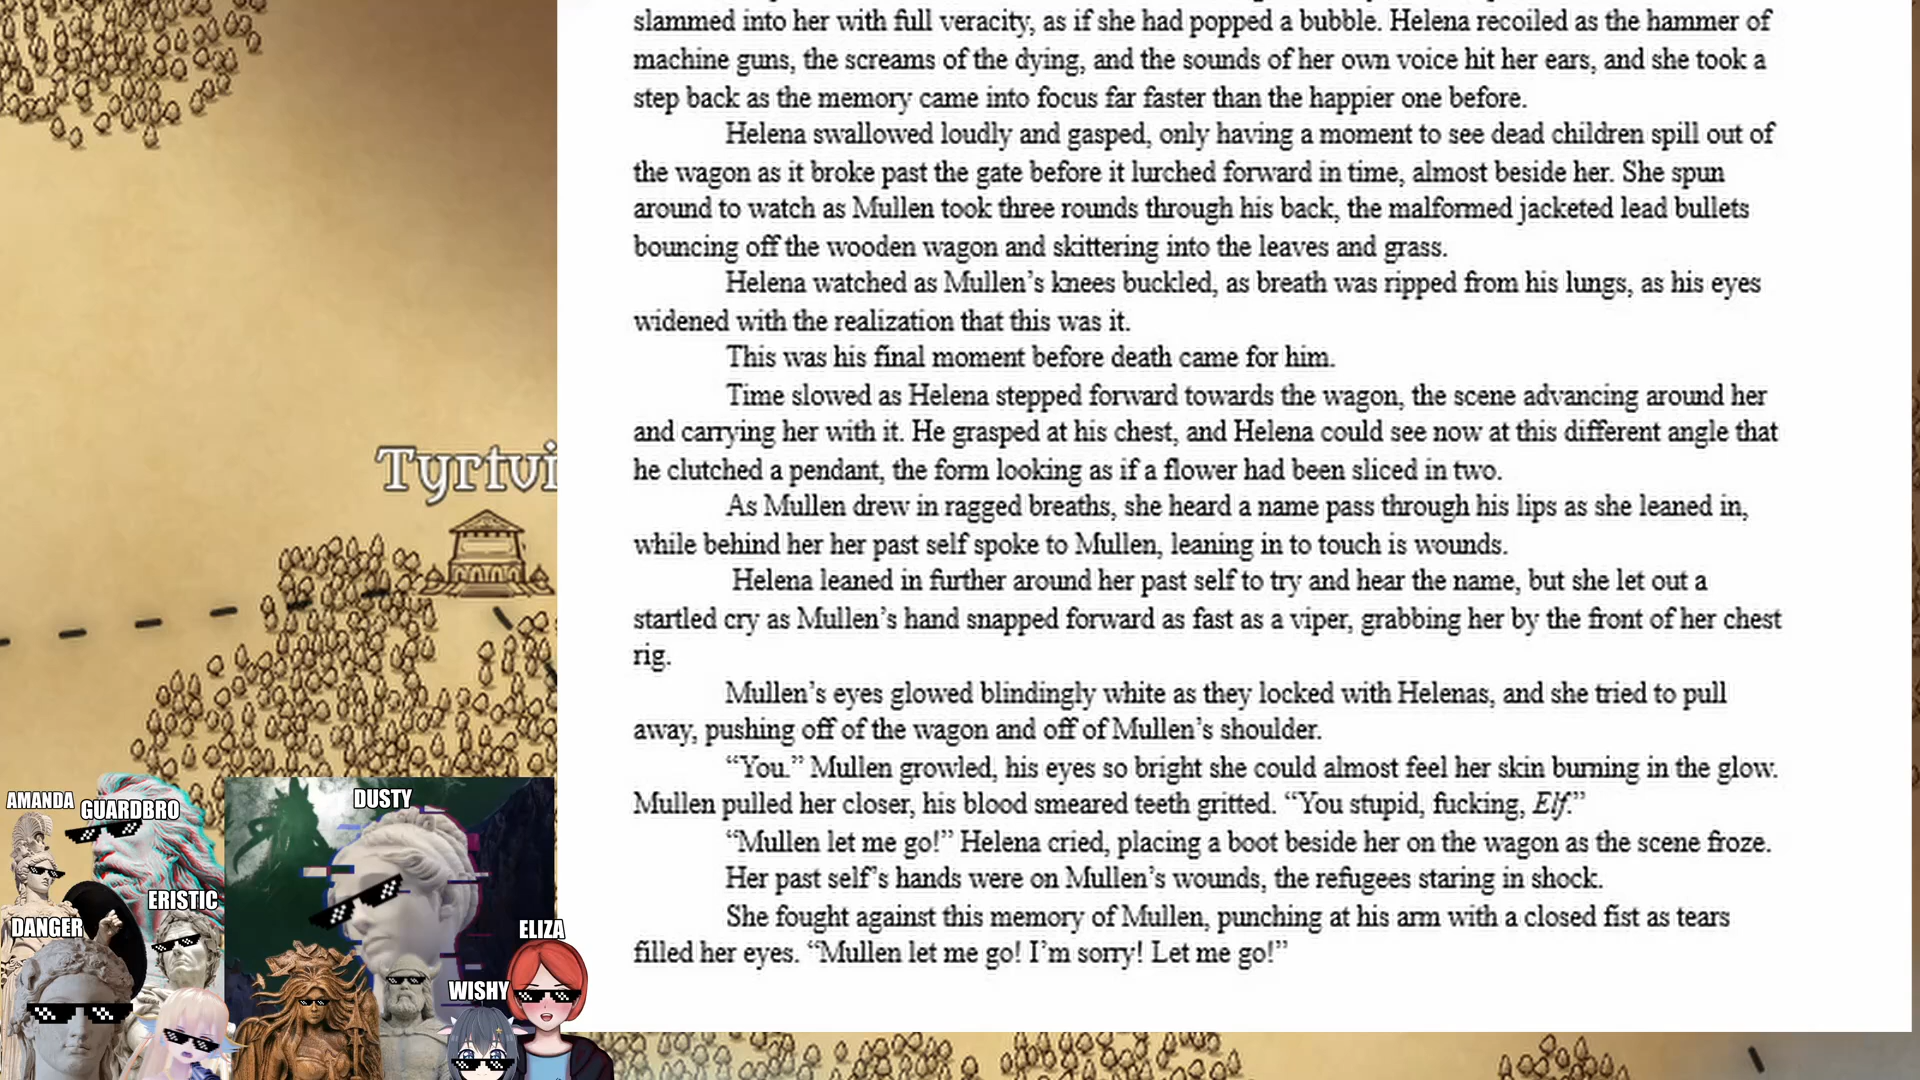 slammed into her with full veracity, as if she had popped a bubble. Helena recoiled as the hammer of
machine guns, the screams of the dying, and the sounds of her own voice hit her ears, and she took a
step back as the memory came into focus far faster than the happier one before.
Helena swallowed loudly and gasped, only having a moment to see dead children spill out of
the wagon as it broke past the gate before it lurched forward in time, almost beside her. She spun
around to watch as Mullen took three rounds through his back, the malformed jacketed lead bullets
bouncing off the wooden wagon and skittering into the leaves and grass.
Helena watched as Mullen’s knees buckled, as breath was ripped from his lungs, as his eyes
widened with the realization that this was it.
This was his final moment before death came for him.
Time slowed as Helena stepped forward towards the wagon, the scene advancing around her
and carrying her with it. He grasped at his chest, and Helena could see now at this different angle that
he clutched a pendant, the form looking as if a flower had been sliced in two.
As Mullen drew in ragged breaths, she heard a name pass through his lips as she leaned in,
while behind her her past self spoke to Mullen, leaning in to touch is wounds.
Helena leaned in further around her past self to try and hear the name, but she let out a
startled cry as Mullen’s hand snapped forward as fast as a viper, grabbing her by the front of her chest
rig.
Mullen’s eyes glowed blindingly white as they locked with Helenas, and she tried to pull
away, pushing off of the wagon and off of Mullen’s shoulder.
“You.” Mullen growled, his eyes so bright she could almost feel her skin burning in the glow.
Mullen pulled her closer, his blood smeared teeth gritted. “You stupid, fucking, Elf.”
“Mullen let me go!” Helena cried, placing a boot beside her on the wagon as the scene froze.
Her past self’s hands were on Mullen’s wounds, the refugees staring in shock.
She fought against this memory of Mullen, punching at his arm with a closed fist as tears
filled her eyes. “Mullen let me go! I’m sorry! Let me go!”
Tyrtvi
AMANDA
GUARDBRO
DUSTY
ERISTIC
DANGER
ELIZA
WISHY